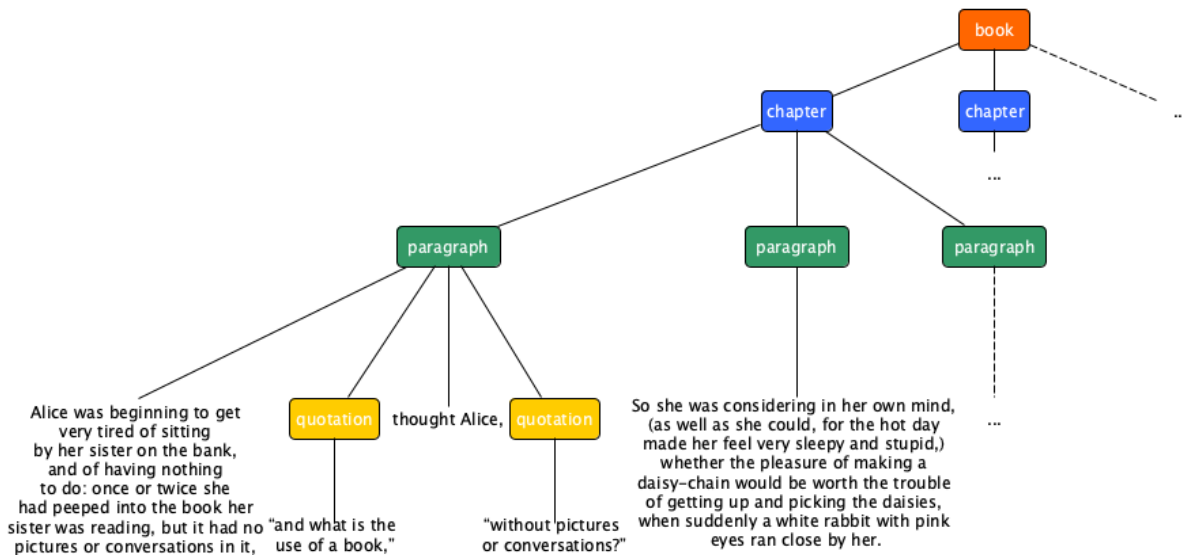 book
chapter
chapter
..
...
paragraph
paragraph
paragraph
Alice was beginning to get
very tired of sitting
by her sister on the bank,
and of having nothing
to do: once or twice she
had peeped into the book her
sister was reading, but it had no
pictures or conversations in it,
quotation
"and what is the
use of a book,"
thought Alice,
quotation
"without pictures
or conversations?"
So she was considering in her own mind,
(as well as she could, for the hot day
made her feel very sleepy and stupid,)
whether the pleasure of making a
daisy-chain would be worth the trouble
of getting up and picking the daisies,
when suddenly a white rabbit with pink
eyes ran close by her.
...